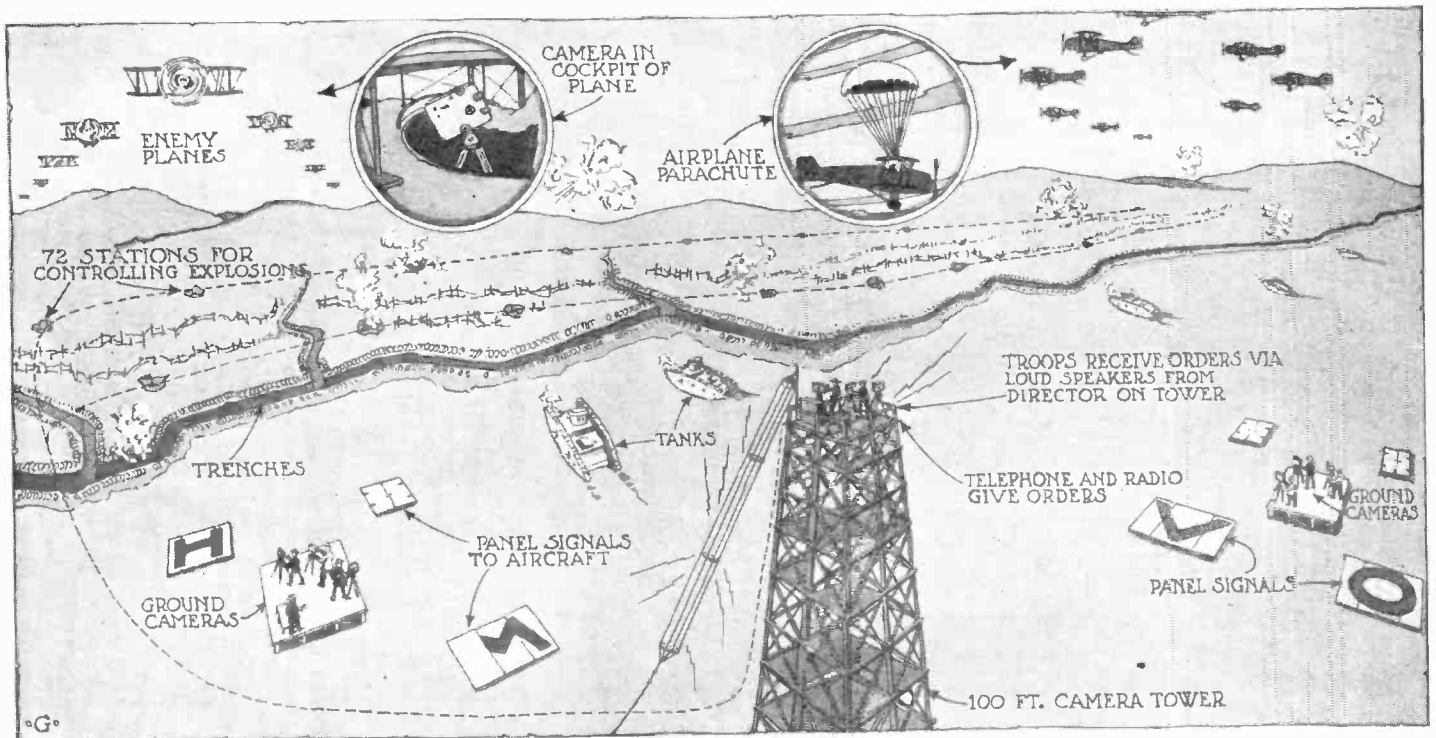 CAMERA IN
COCKPIT OF
PLANE
ENEMY
PLANES
AIRPLANE
PARACHUTE
72 STATIONS FOR
CONTROLLING EXPLOSIONS
TROOPS RECEIVE ORDERS VIA
LOUD SPEAKERS FROM
DIRECTOR ON TOWER
TANKS
TRENCHES
TELEPHONE AND RADIO
GIVE ORDERS
GROUND
CAMERAS
H
PANEL SIGNALS
TO AIRCRAFT
PANEL SIGNALS
GROUND
CAMERAS
100 FT. CAMERA TOWER
•G•